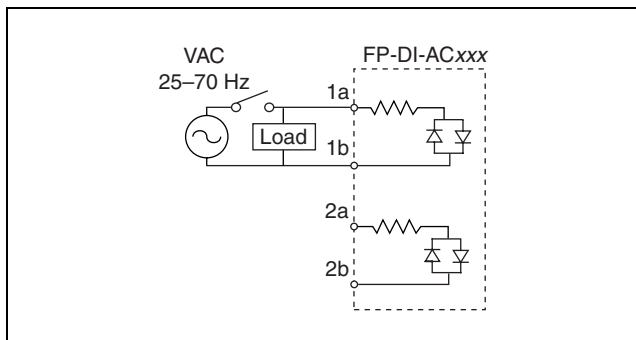 VAC
25–70 Hz
FP-DI-ACxxx
1a
Load
1b
2a
2b